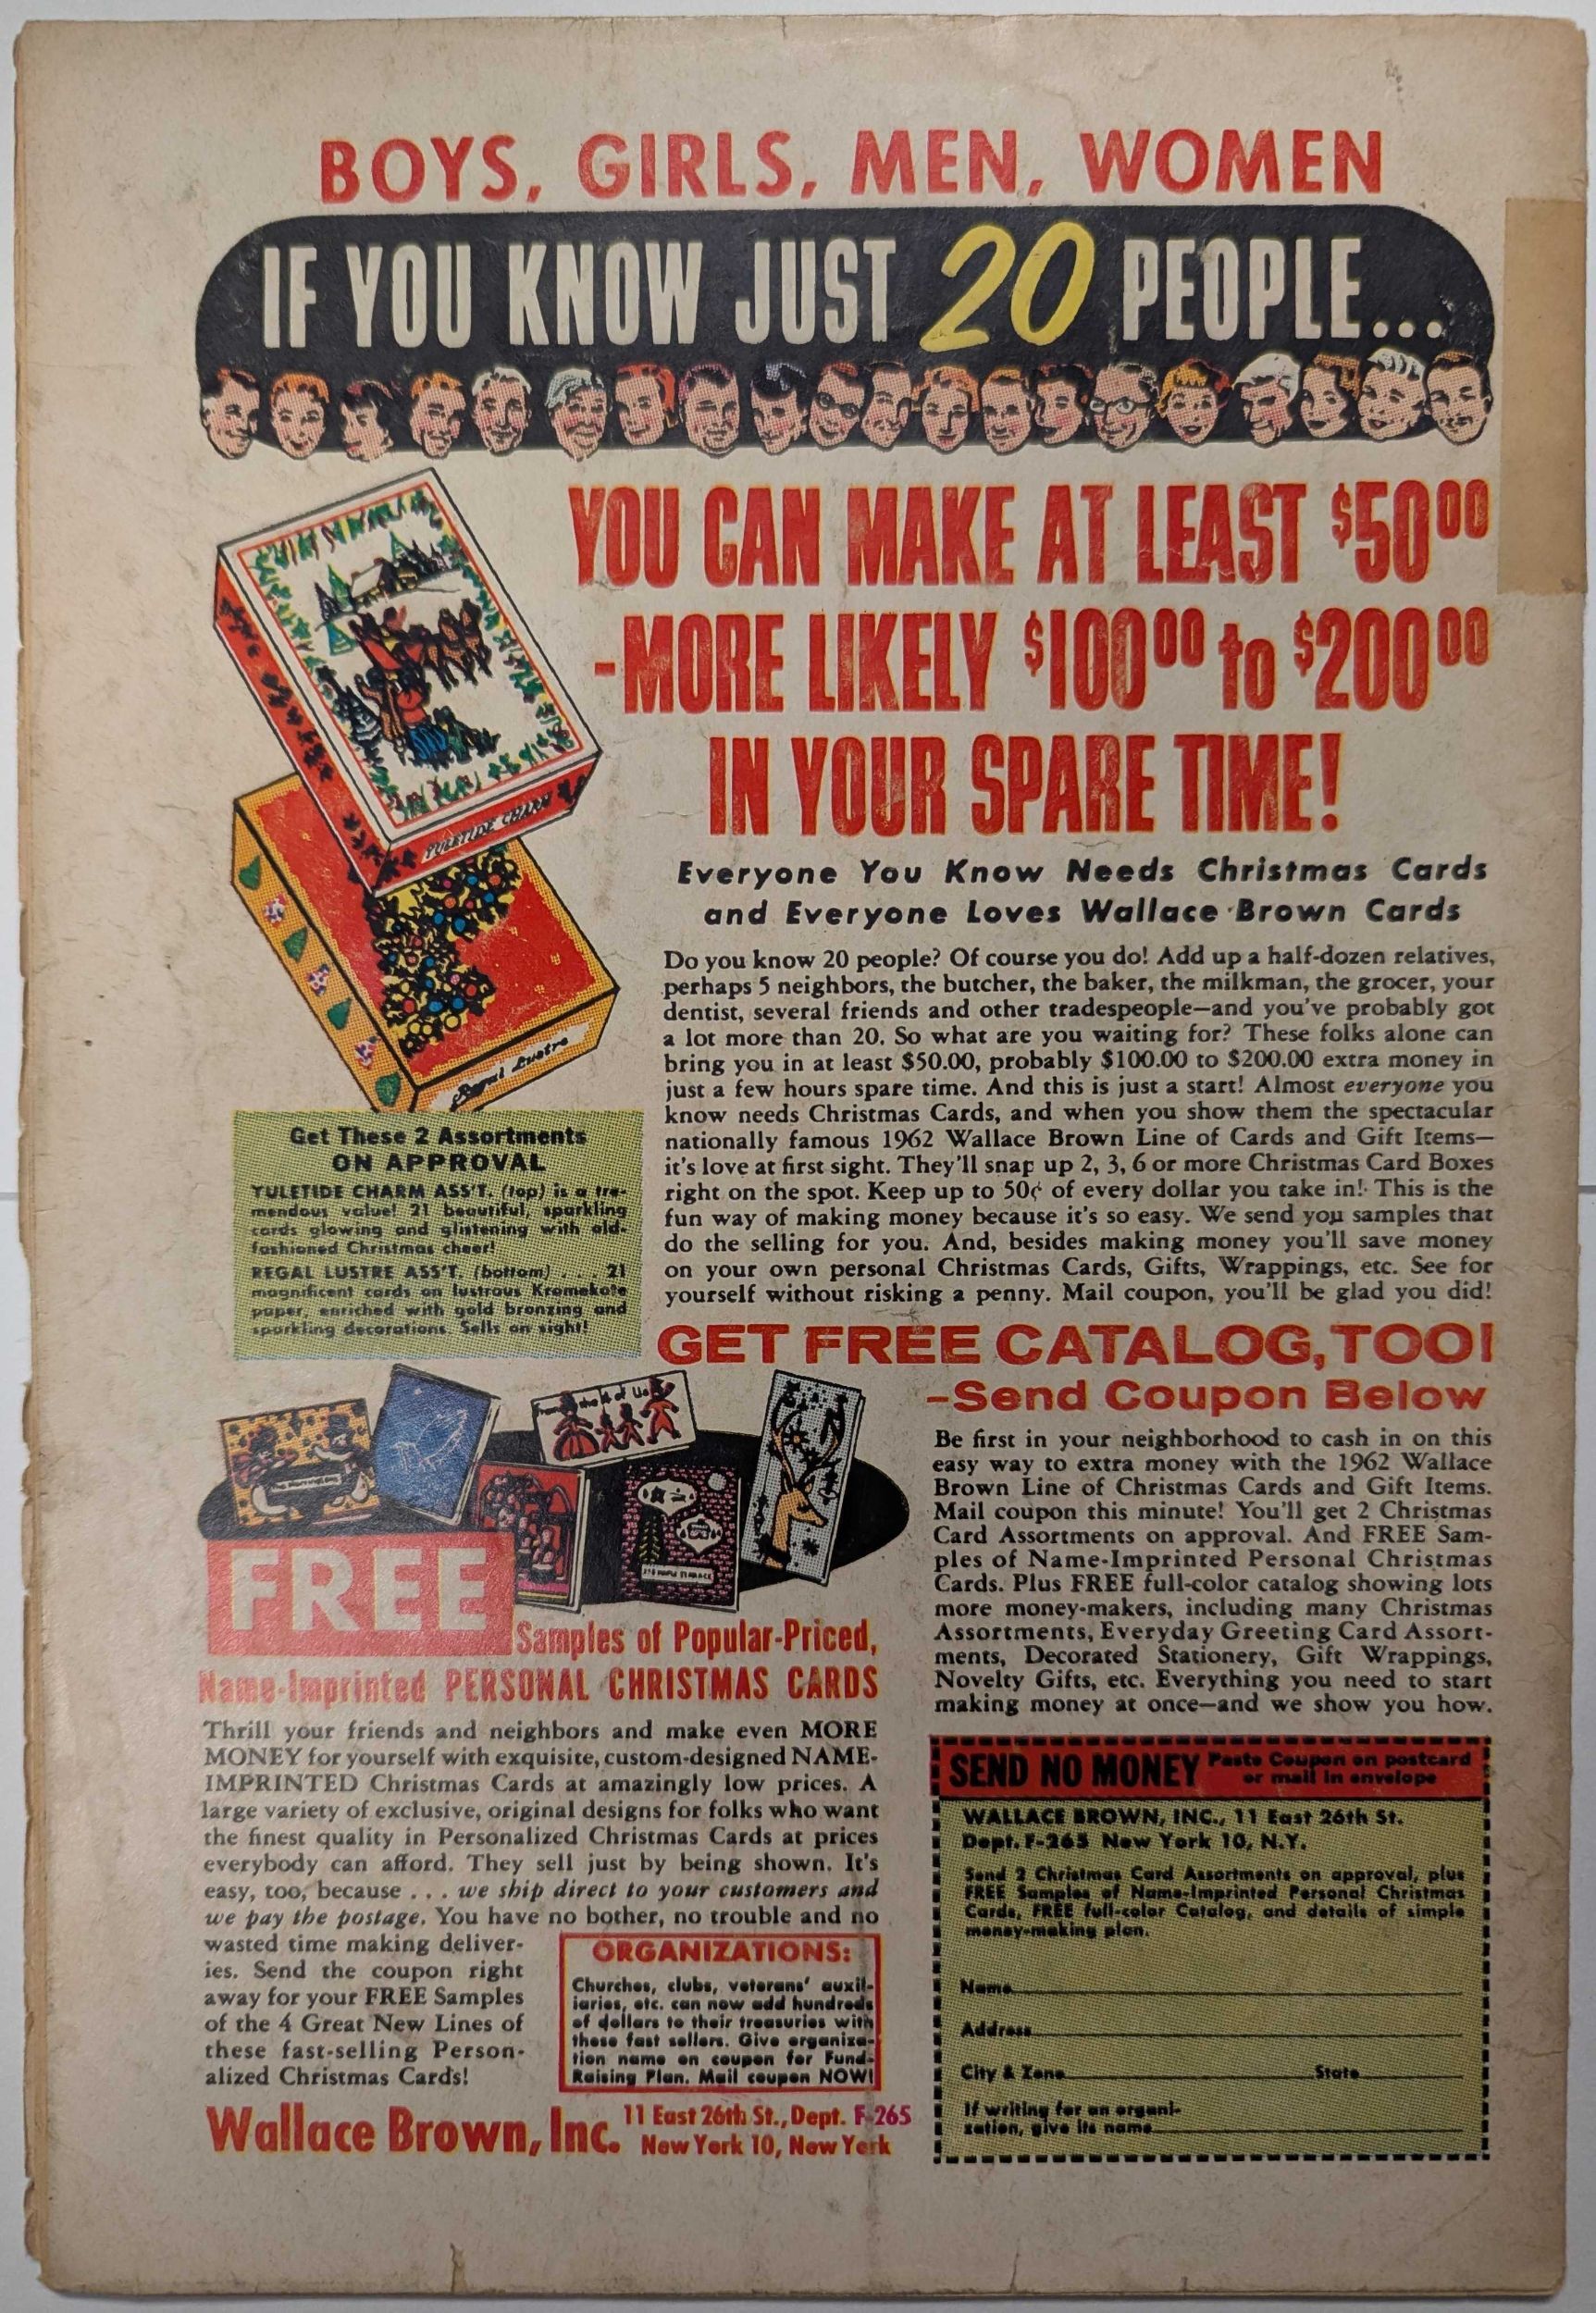 BOYS, GIRLS, MEN, WOMEN
IF YOU KNOW JUST 20 PEOPLE...
YOU CAN MAKE AT LEAST $50⁰⁰
-MORE LIKELY $100⁰⁰ to $200⁰⁰
IN YOUR SPARE TIME!
YULETIDE CHARM
Regal Lustre
Everyone You Know Needs Christmas Cards
and Everyone Loves Wallace Brown Cards
Do you know 20 people? Of course you do! Add up a half-dozen relatives,
perhaps 5 neighbors, the butcher, the baker, the milkman, the grocer, your
dentist, several friends and other tradespeople—and you've probably got
a lot more than 20. So what are you waiting for? These folks alone can
bring you in at least $50.00, probably $100.00 to $200.00 extra money in
just a few hours spare time. And this is just a start! Almost everyone you
know needs Christmas Cards, and when you show them the spectacular
nationally famous 1962 Wallace Brown Line of Cards and Gift Items—
it's love at first sight. They'll snap up 2, 3, 6 or more Christmas Card Boxes
right on the spot. Keep up to 50¢ of every dollar you take in! This is the
fun way of making money because it's so easy. We send you samples that
do the selling for you. And, besides making money you'll save money
on your own personal Christmas Cards, Gifts, Wrappings, etc. See for
yourself without risking a penny. Mail coupon, you'll be glad you did!
Get These 2 Assortments
ON APPROVAL
YULETIDE CHARM ASS'T. (top) is a tre-
mendous value! 21 beautiful, sparkling
cards glowing and glistening with old-
fashioned Christmas cheer!
REGAL LUSTRE ASS'T. (bottom) . . . 21
magnificent cards on lustrous Kromekote
paper, enriched with gold bronzing and
sparkling decorations. Sells on sight!
GET FREE CATALOG, TOO!
-Send Coupon Below
Be first in your neighborhood to cash in on this
easy way to extra money with the 1962 Wallace
Brown Line of Christmas Cards and Gift Items.
Mail coupon this minute! You'll get 2 Christmas
Card Assortments on approval. And FREE Sam-
ples of Name-Imprinted Personal Christmas
Cards. Plus FREE full-color catalog showing lots
more money-makers, including many Christmas
Assortments, Everyday Greeting Card Assort-
ments, Decorated Stationery, Gift Wrappings,
Novelty Gifts, etc. Everything you need to start
making money at once—and we show you how.
From the 4 of Us
FREE
Samples of Popular-Priced,
Name-Imprinted PERSONAL CHRISTMAS CARDS
Thrill your friends and neighbors and make even MORE
MONEY for yourself with exquisite, custom-designed NAME-
IMPRINTED Christmas Cards at amazingly low prices. A
large variety of exclusive, original designs for folks who want
the finest quality in Personalized Christmas Cards at prices
everybody can afford. They sell just by being shown. It's
easy, too, because . . . we ship direct to your customers and
we pay the postage. You have no bother, no trouble and no
wasted time making deliver-
ies. Send the coupon right
away for your FREE Samples
of the 4 Great New Lines of
these fast-selling Person-
alized Christmas Cards!
ORGANIZATIONS:
Churches, clubs, veterans' auxil-
iaries, etc. can now add hundreds
of dollars to their treasuries with
these fast sellers. Give organiza-
tion name on coupon for Fund-
Raising Plan. Mail coupon NOW!
Wallace Brown, Inc. 11 East 26th St., Dept. F-265
New York 10, New York
SEND NO MONEY Paste Coupon on postcard
or mail in envelope
WALLACE BROWN, INC., 11 East 26th St.
Dept. F-265 New York 10, N.Y.
Send 2 Christmas Card Assortments on approval, plus
FREE Samples of Name-Imprinted Personal Christmas
Cards, FREE full-color Catalog, and details of simple
money-making plan.
Name
Address
City & Zone State
If writing for an organi-
zation, give its name